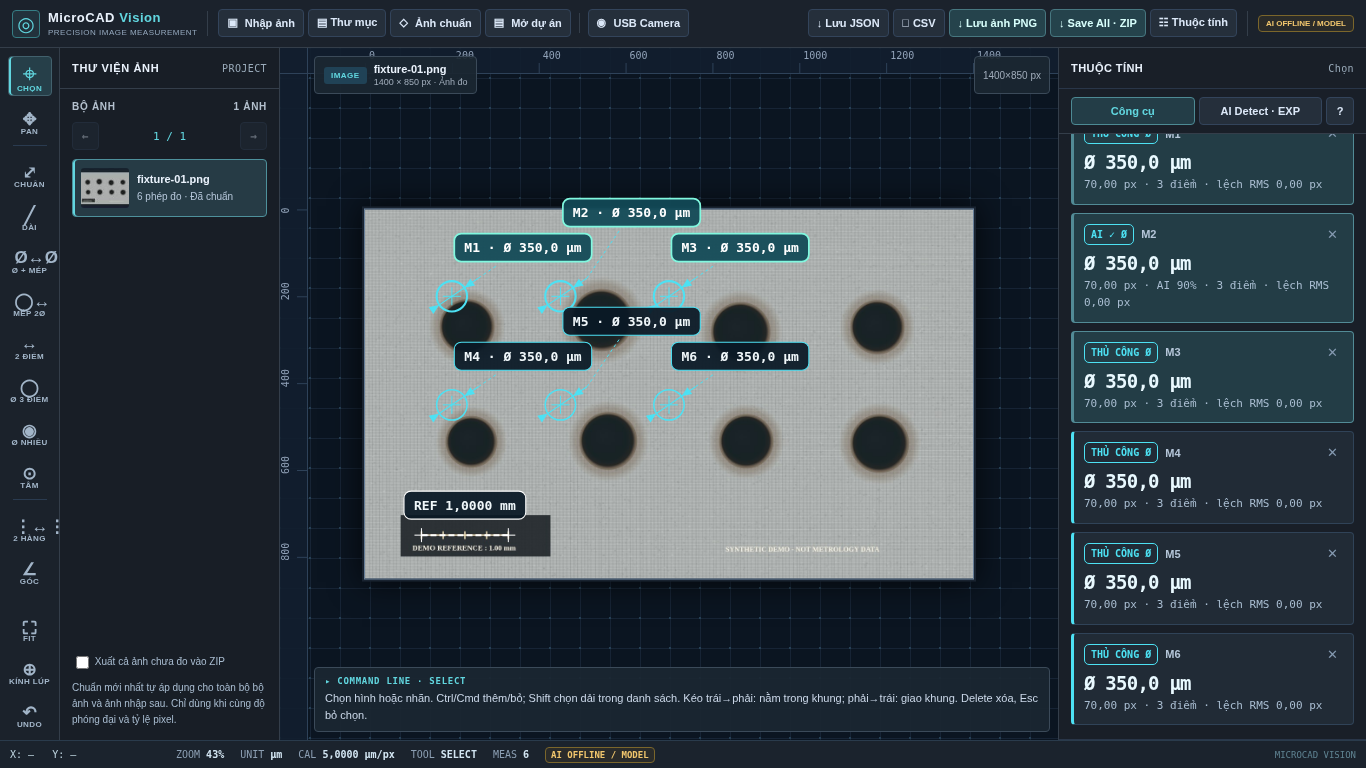 MicroCAD Vision
PRECISION IMAGE MEASUREMENT
Nhập ảnh
Thư mục
Ảnh chuẩn
Mở dự án
USB Camera
↓ Lưu JSON
CSV
↓ Lưu ảnh PNG
↓ Save All · ZIP
Thuộc tính
AI OFFLINE / MODEL
CHỌN
PAN
CHUẨN
DÀI
Ø↔Ø
Ø + MÉP
MÉP 2Ø
2 ĐIỂM
Ø 3 ĐIỂM
Ø NHIỀU
TÂM
2 HÀNG
GÓC
FIT
KÍNH LÚP
UNDO
THƯ VIỆN ẢNH
PROJECT
BỘ ẢNH
1 ẢNH
←
1 / 1
→
fixture-01.png
6 phép đo · Đã chuẩn
Xuất cả ảnh chưa đo vào ZIP
Chuẩn mới nhất tự áp dụng cho toàn bộ bộ
ảnh và ảnh nhập sau. Chỉ dùng khi cùng độ
phóng đại và tỷ lệ pixel.
0 200 400 600 800 1000 1200 1400
IMAGE
fixture-01.png
1400 × 850 px · Ảnh đo
1400×850 px
0
200
400
600
800
M2 · Ø 350,0 µm
M1 · Ø 350,0 µm
M3 · Ø 350,0 µm
M5 · Ø 350,0 µm
M4 · Ø 350,0 µm
M6 · Ø 350,0 µm
REF 1,0000 mm
DEMO REFERENCE : 1.00 mm
SYNTHETIC DEMO - NOT METROLOGY DATA
▸ COMMAND LINE · SELECT
Chọn hình hoặc nhãn. Ctrl/Cmd thêm/bỏ; Shift chọn dải trong danh sách. Kéo trái→phải: nằm trong khung; phải→trái: giao khung. Delete xóa, Esc
bỏ chọn.
THUỘC TÍNH
Chọn
Công cụ
AI Detect · EXP
?
THỦ CÔNG Ø M1 ×
Ø 350,0 µm
70,00 px · 3 điểm · lệch RMS 0,00 px
AI ✓ Ø M2 ×
Ø 350,0 µm
70,00 px · AI 90% · 3 điểm · lệch RMS
0,00 px
THỦ CÔNG Ø M3 ×
Ø 350,0 µm
70,00 px · 3 điểm · lệch RMS 0,00 px
THỦ CÔNG Ø M4 ×
Ø 350,0 µm
70,00 px · 3 điểm · lệch RMS 0,00 px
THỦ CÔNG Ø M5 ×
Ø 350,0 µm
70,00 px · 3 điểm · lệch RMS 0,00 px
THỦ CÔNG Ø M6 ×
Ø 350,0 µm
70,00 px · 3 điểm · lệch RMS 0,00 px
X: — Y: —
ZOOM 43%
UNIT µm
CAL 5,0000 µm/px
TOOL SELECT
MEAS 6
AI OFFLINE / MODEL
MICROCAD VISION